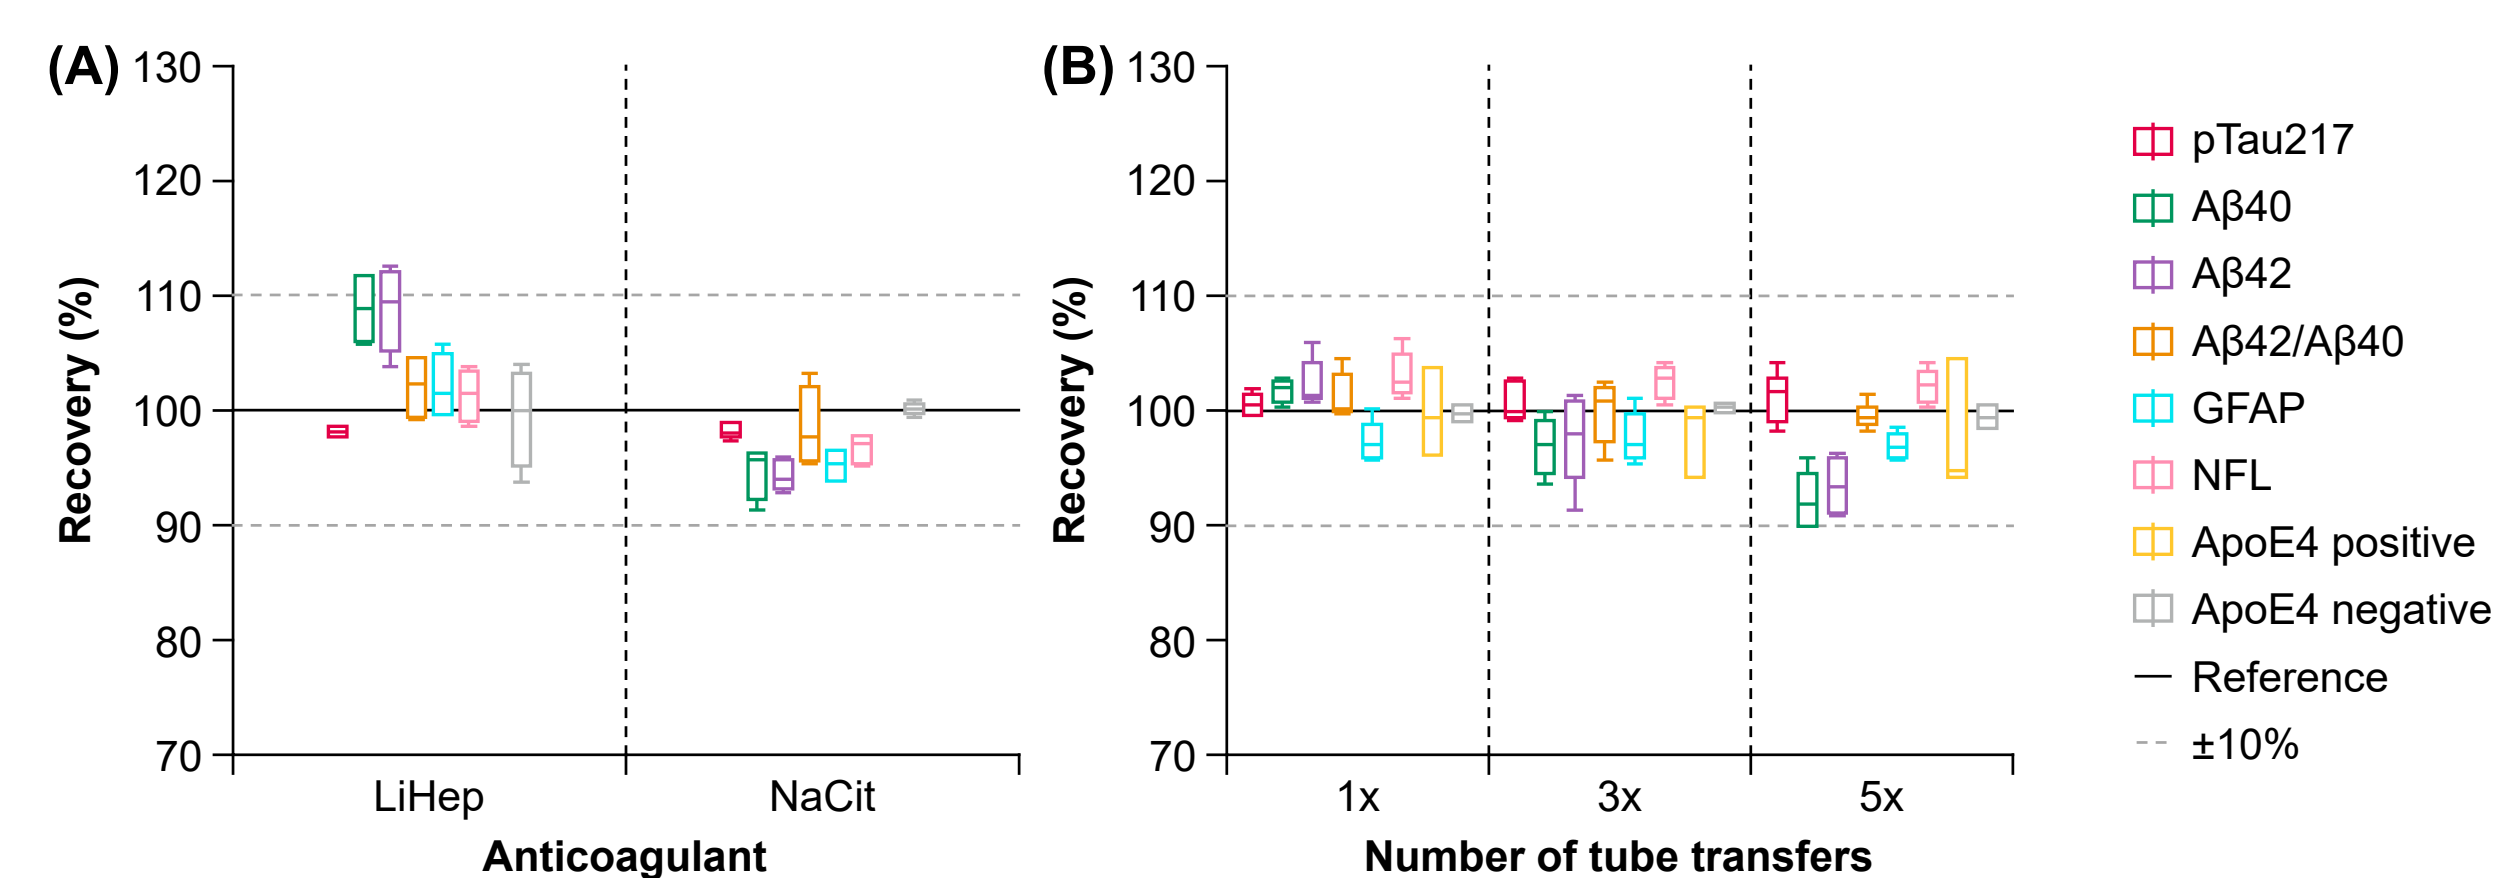 (A)
130
120
110
100
90
80
70
Recovery (%)
LiHep
NaCit
Anticoagulant
(B)
130
120
110
100
90
80
70
Recovery (%)
1x
3x
5x
Number of tube transfers
pTau217
Aβ40
Aβ42
Aβ42/Aβ40
GFAP
NFL
ApoE4 positive
ApoE4 negative
Reference
±10%